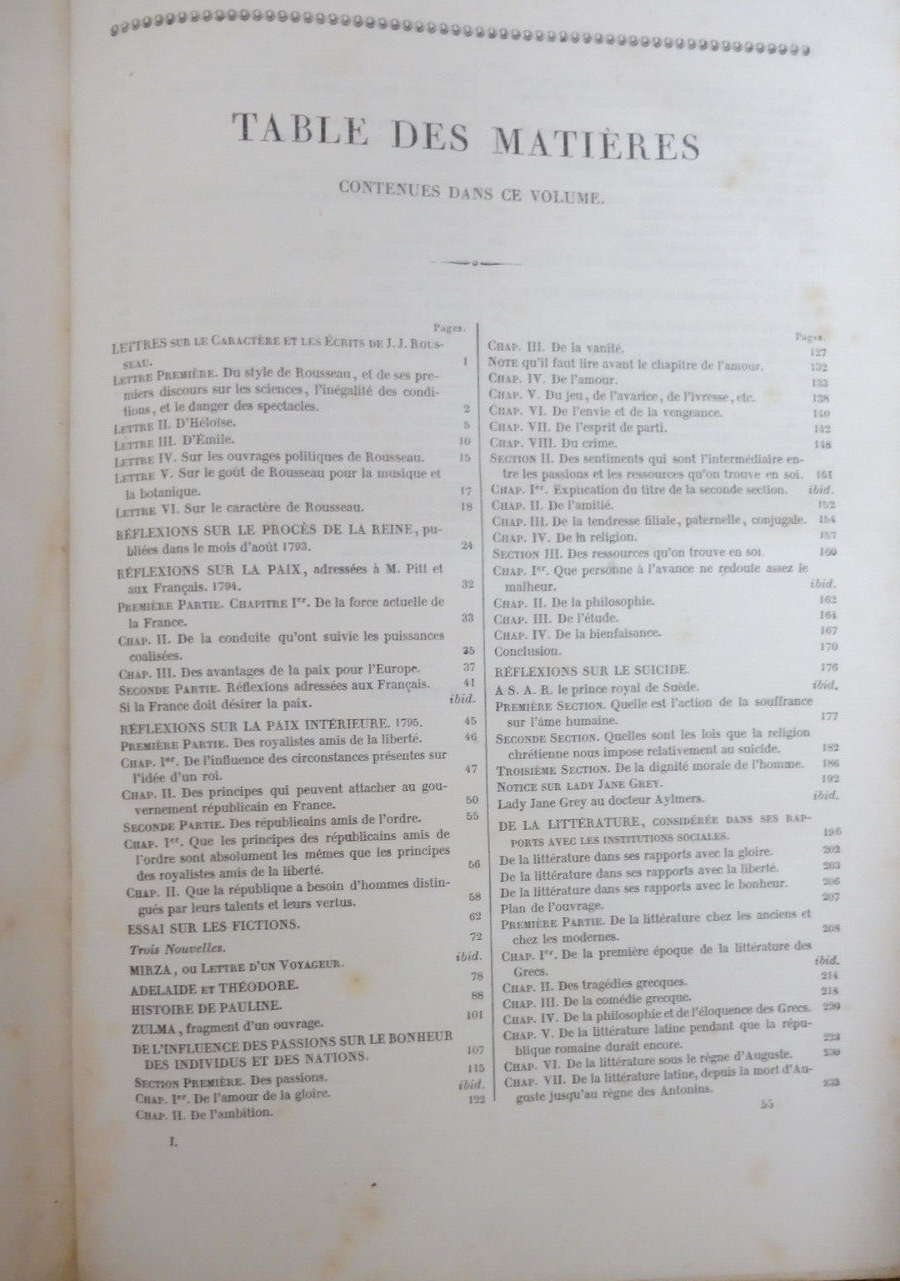 TABLE DES MATIÈRES
CONTENUES DANS CE VOLUME.
Pages.
LETTRES SUR LE CARACTÈRE ET LES ÉCRITS DE J. J. ROUS-
SEAU. 1
LETTRE PREMIÈRE. Du style de Rousseau, et de ses pre-
miers discours sur les sciences, l'inégalité des condi-
tions, et le danger des spectacles. 2
LETTRE II. D'Héloïse. 5
LETTRE III. D'Émile. 10
LETTRE IV. Sur les ouvrages politiques de Rousseau. 15
LETTRE V. Sur le goût de Rousseau pour la musique et
la botanique. 17
LETTRE VI. Sur le caractère de Rousseau. 18
RÉFLEXIONS SUR LE PROCÈS DE LA REINE, pu-
bliées dans le mois d'août 1793. 24
RÉFLEXIONS SUR LA PAIX, adressées à M. Pitt et
aux Français. 1794. 32
PREMIÈRE PARTIE. CHAPITRE Ier. De la force actuelle de
la France. 33
CHAP. II. De la conduite qu'ont suivie les puissances
coalisées. 35
CHAP. III. Des avantages de la paix pour l'Europe. 37
SECONDE PARTIE. Réflexions adressées aux Français. 41
Si la France doit désirer la paix. ibid.
RÉFLEXIONS SUR LA PAIX INTÉRIEURE. 1795. 45
PREMIÈRE PARTIE. Des royalistes amis de la liberté. 46
CHAP. Ier. De l'influence des circonstances présentes sur
l'idée d'un roi. 47
CHAP. II. Des principes qui peuvent attacher au gou-
vernement républicain en France. 50
SECONDE PARTIE. Des républicains amis de l'ordre. 55
CHAP. Ier. Que les principes des républicains amis de
l'ordre sont absolument les mêmes que les principes
des royalistes amis de la liberté. 56
CHAP. II. Que la république a besoin d'hommes distin-
gués par leurs talents et leurs vertus. 58
ESSAI SUR LES FICTIONS. 62
Trois Nouvelles. 72
MIRZA, ou LETTRE D'UN VOYAGEUR. ibid.
ADELAIDE ET THÉODORE. 78
HISTOIRE DE PAULINE. 88
ZULMA, fragment d'un ouvrage. 101
DE L'INFLUENCE DES PASSIONS SUR LE BONHEUR
DES INDIVIDUS ET DES NATIONS. 107
SECTION PREMIÈRE. Des passions. 115
CHAP. Ier. De l'amour de la gloire. ibid.
CHAP. II. De l'ambition. 122
I.
Pages.
CHAP. III. De la vanité. 127
NOTE qu'il faut lire avant le chapitre de l'amour. 132
CHAP. IV. De l'amour. 133
CHAP. V. Du jeu, de l'avarice, de l'ivresse, etc. 138
CHAP. VI. De l'envie et de la vengeance. 140
CHAP. VII. De l'esprit de parti. 142
CHAP. VIII. Du crime. 148
SECTION II. Des sentiments qui sont l'intermédiaire en-
tre les passions et les ressources qu'on trouve en soi. 151
CHAP. Ier. Explication du titre de la seconde section. ibid.
CHAP. II. De l'amitié. 152
CHAP. III. De la tendresse filiale, paternelle, conjugale. 154
CHAP. IV. De la religion. 157
SECTION III. Des ressources qu'on trouve en soi 160
CHAP. Ier. Que personne à l'avance ne redoute assez le
malheur. ibid.
CHAP. II. De la philosophie. 162
CHAP. III. De l'étude. 164
CHAP. IV. De la bienfaisance. 167
Conclusion. 170
RÉFLEXIONS SUR LE SUICIDE. 176
A S. A. R. le prince royal de Suède. ibid.
PREMIÈRE SECTION. Quelle est l'action de la souffrance
sur l'âme humaine. 177
SECONDE SECTION. Quelles sont les lois que la religion
chrétienne nous impose relativement au suicide. 182
TROISIÈME SECTION. De la dignité morale de l'homme. 186
NOTICE SUR LADY JANE GREY. 192
Lady Jane Grey au docteur Aylmers. ibid.
DE LA LITTÉRATURE, CONSIDÉRÉE DANS SES RAP-
PORTS AVEC LES INSTITUTIONS SOCIALES. 196
De la littérature dans ses rapports avec la gloire. 202
De la littérature dans ses rapports avec la liberté. 203
De la littérature dans ses rapports avec le bonheur. 206
Plan de l'ouvrage. 207
PREMIÈRE PARTIE. De la littérature chez les anciens et
chez les modernes. 208
CHAP. Ier. De la première époque de la littérature des
Grecs. ibid.
CHAP. II. Des tragédies grecques. 214
CHAP. III. De la comédie grecque. 218
CHAP. IV. De la philosophie et de l'éloquence des Grecs. 220
CHAP. V. De la littérature latine pendant que la répu-
blique romaine durait encore. 223
CHAP. VI. De la littérature sous le règne d'Auguste. 230
CHAP. VII. De la littérature latine, depuis la mort d'Au-
guste jusqu'au règne des Antonins. 233
55